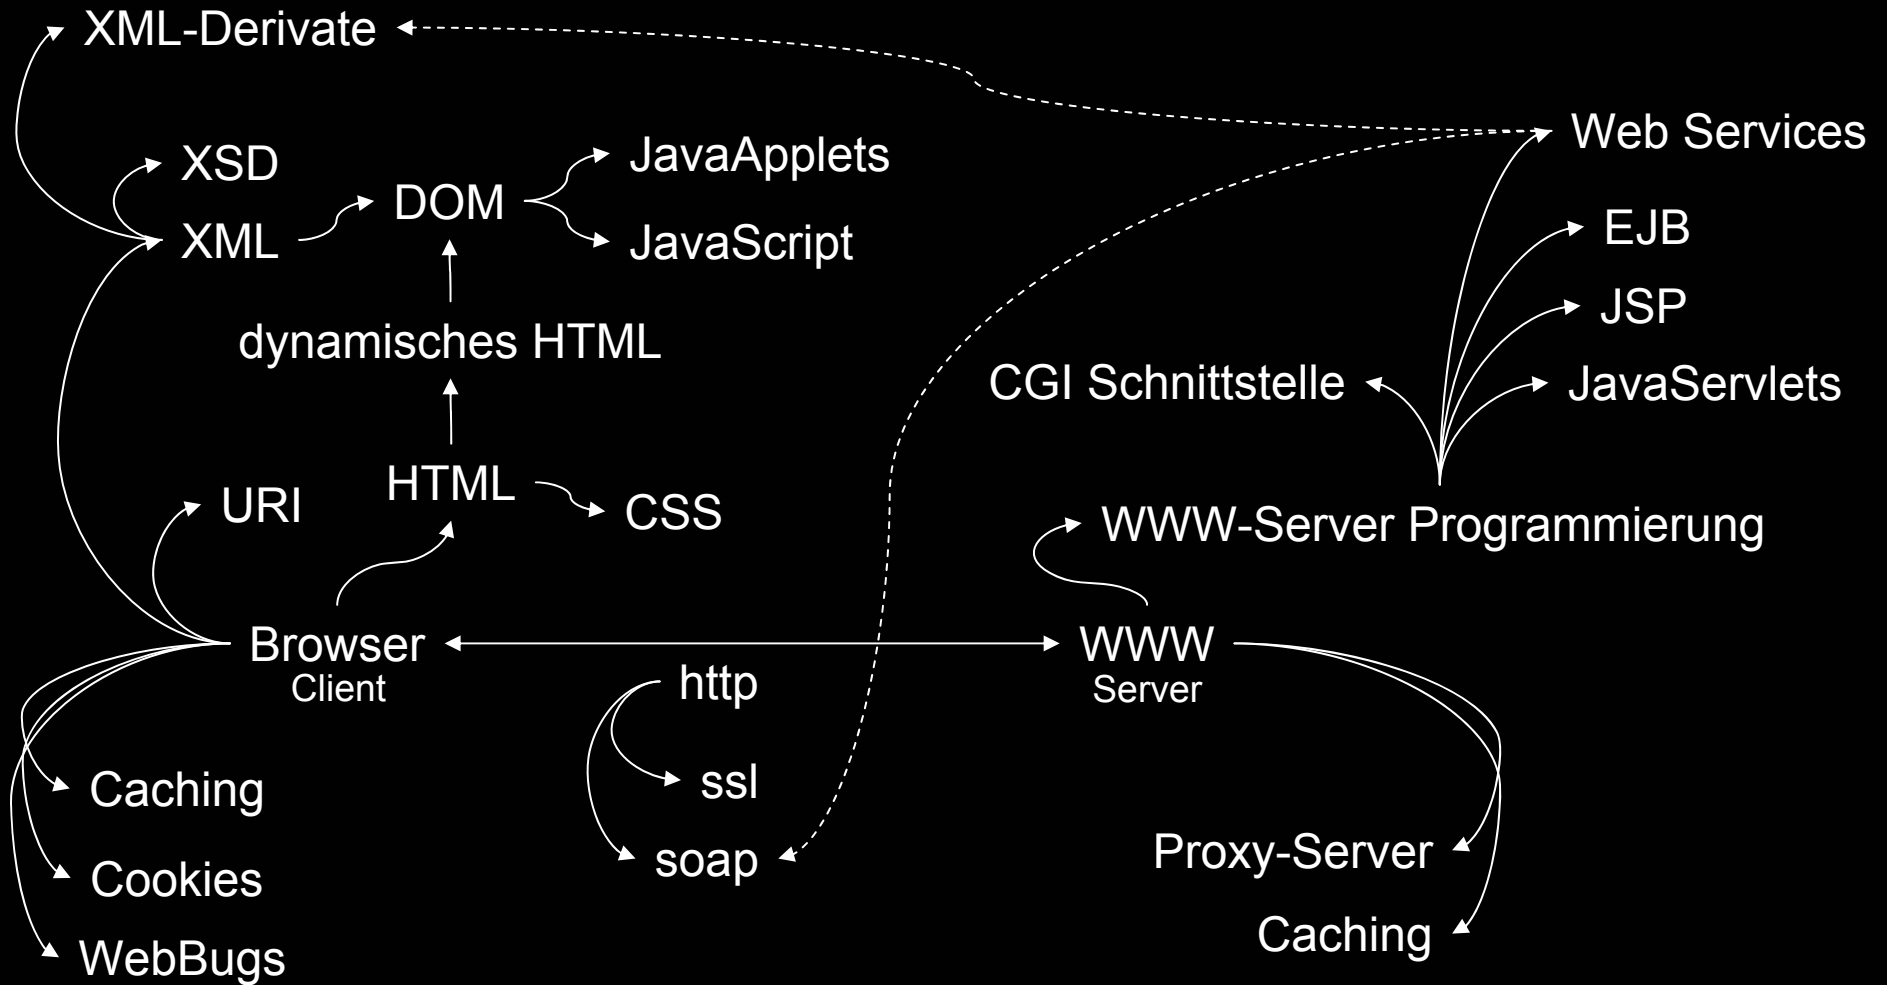 XML-Derivate
Web Services
XSD
JavaApplets
DOM
XML
JavaScript
EJB
JSP
dynamisches HTML
CGI Schnittstelle
JavaServlets
HTML
URI
CSS
WWW-Server Programmierung
Browser
Client
WWW
Server
http
ssl
soap
Caching
Cookies
WebBugs
Proxy-Server
Caching